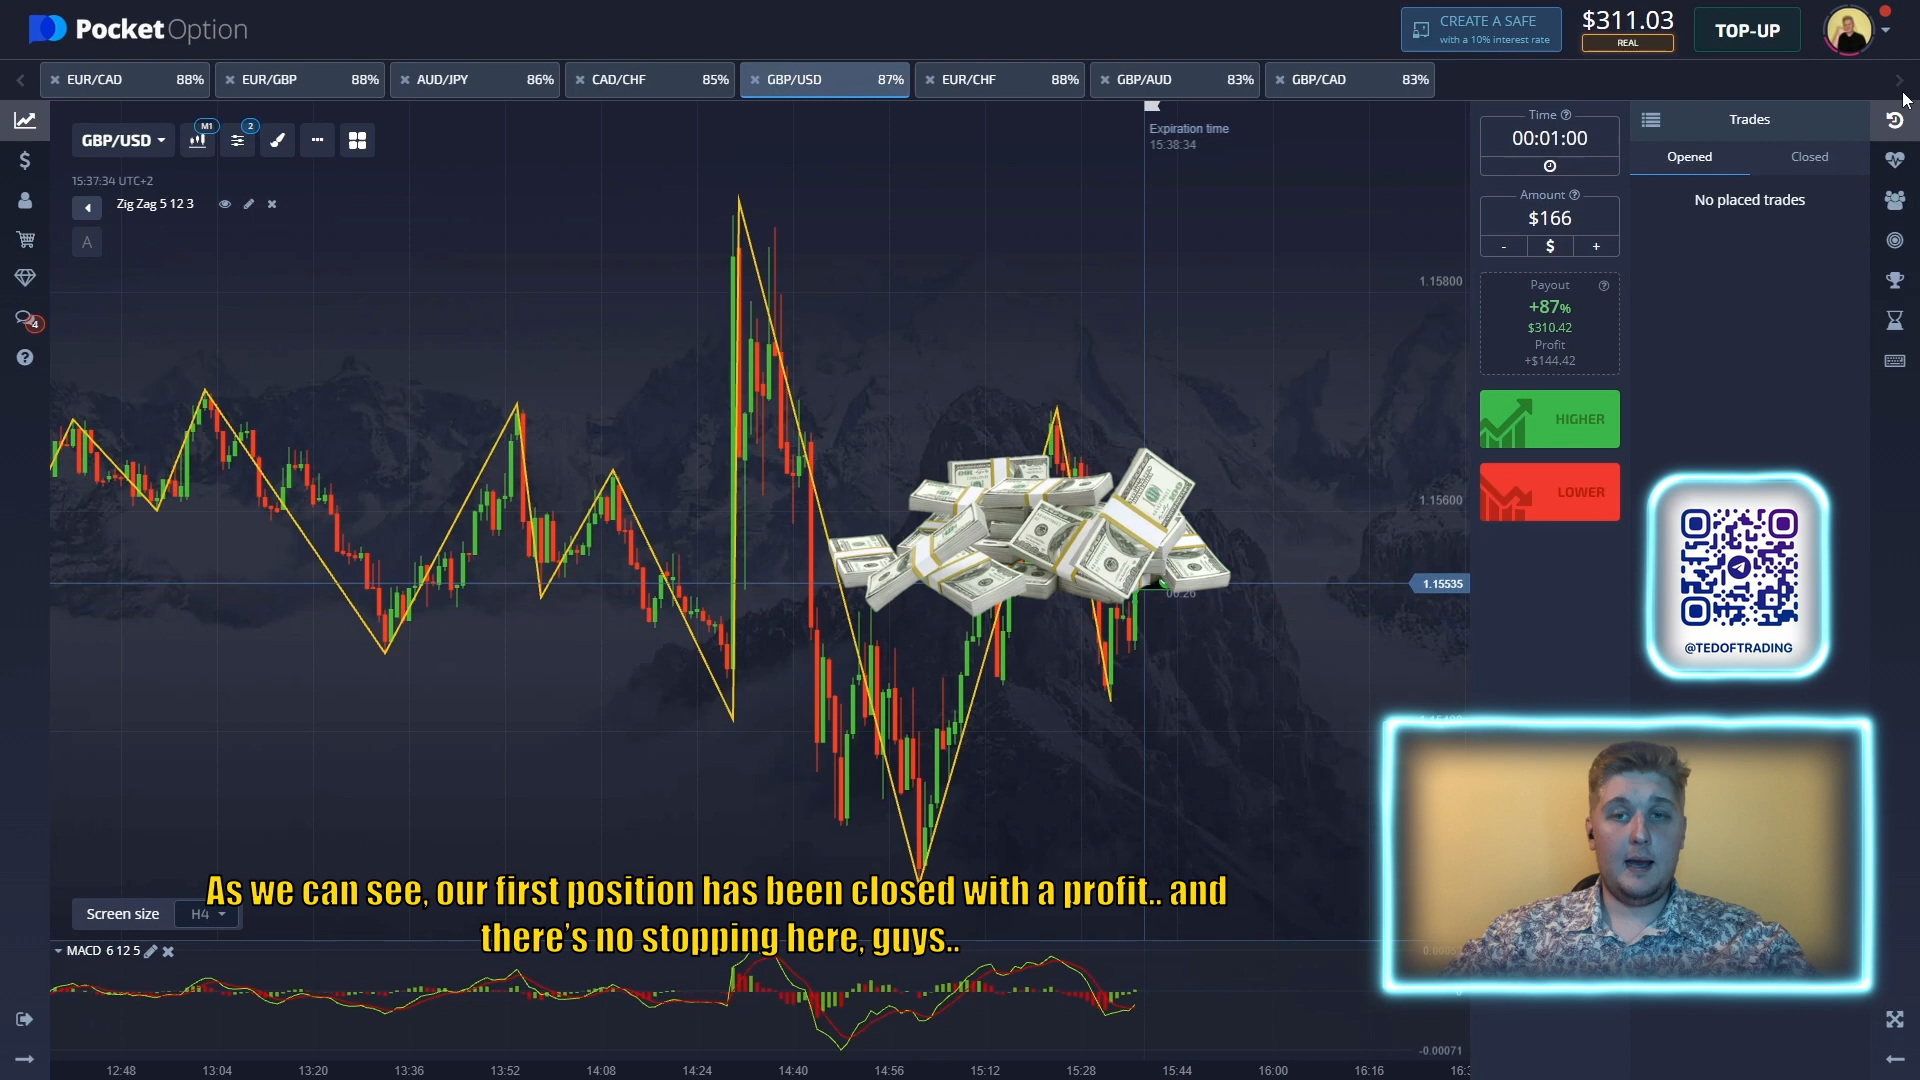 PocketOption
CREATE A SAFE
with a 10% interest rate
$311.03
REAL
TOP-UP
EUR/CAD 88%
EUR/GBP 88%
AUD/JPY 86%
CAD/CHF 85%
GBP/USD 87%
EUR/CHF 88%
GBP/AUD 83%
GBP/CAD 83%
GBP/USD
M1
2
15:37:34 UTC+2
Zig Zag 5 12 3
A
Expiration time
15:38:34
1.15800
1.15600
1.15535
00:26
Time
00:01:00
Amount
$166
- $ +
Payout
+87%
$310.42
Profit
+$144.42
HIGHER
LOWER
Trades
Opened
Closed
No placed trades
4
@TEDOFTRADING
As we can see, our first position has been closed with a profit.. and
there's no stopping here, guys..
Screen size
H4
MACD 6 12 5
-0.00071
12:48 13:04 13:20 13:36 13:52 14:08 14:24 14:40 14:56 15:12 15:28 15:44 16:00 16:16